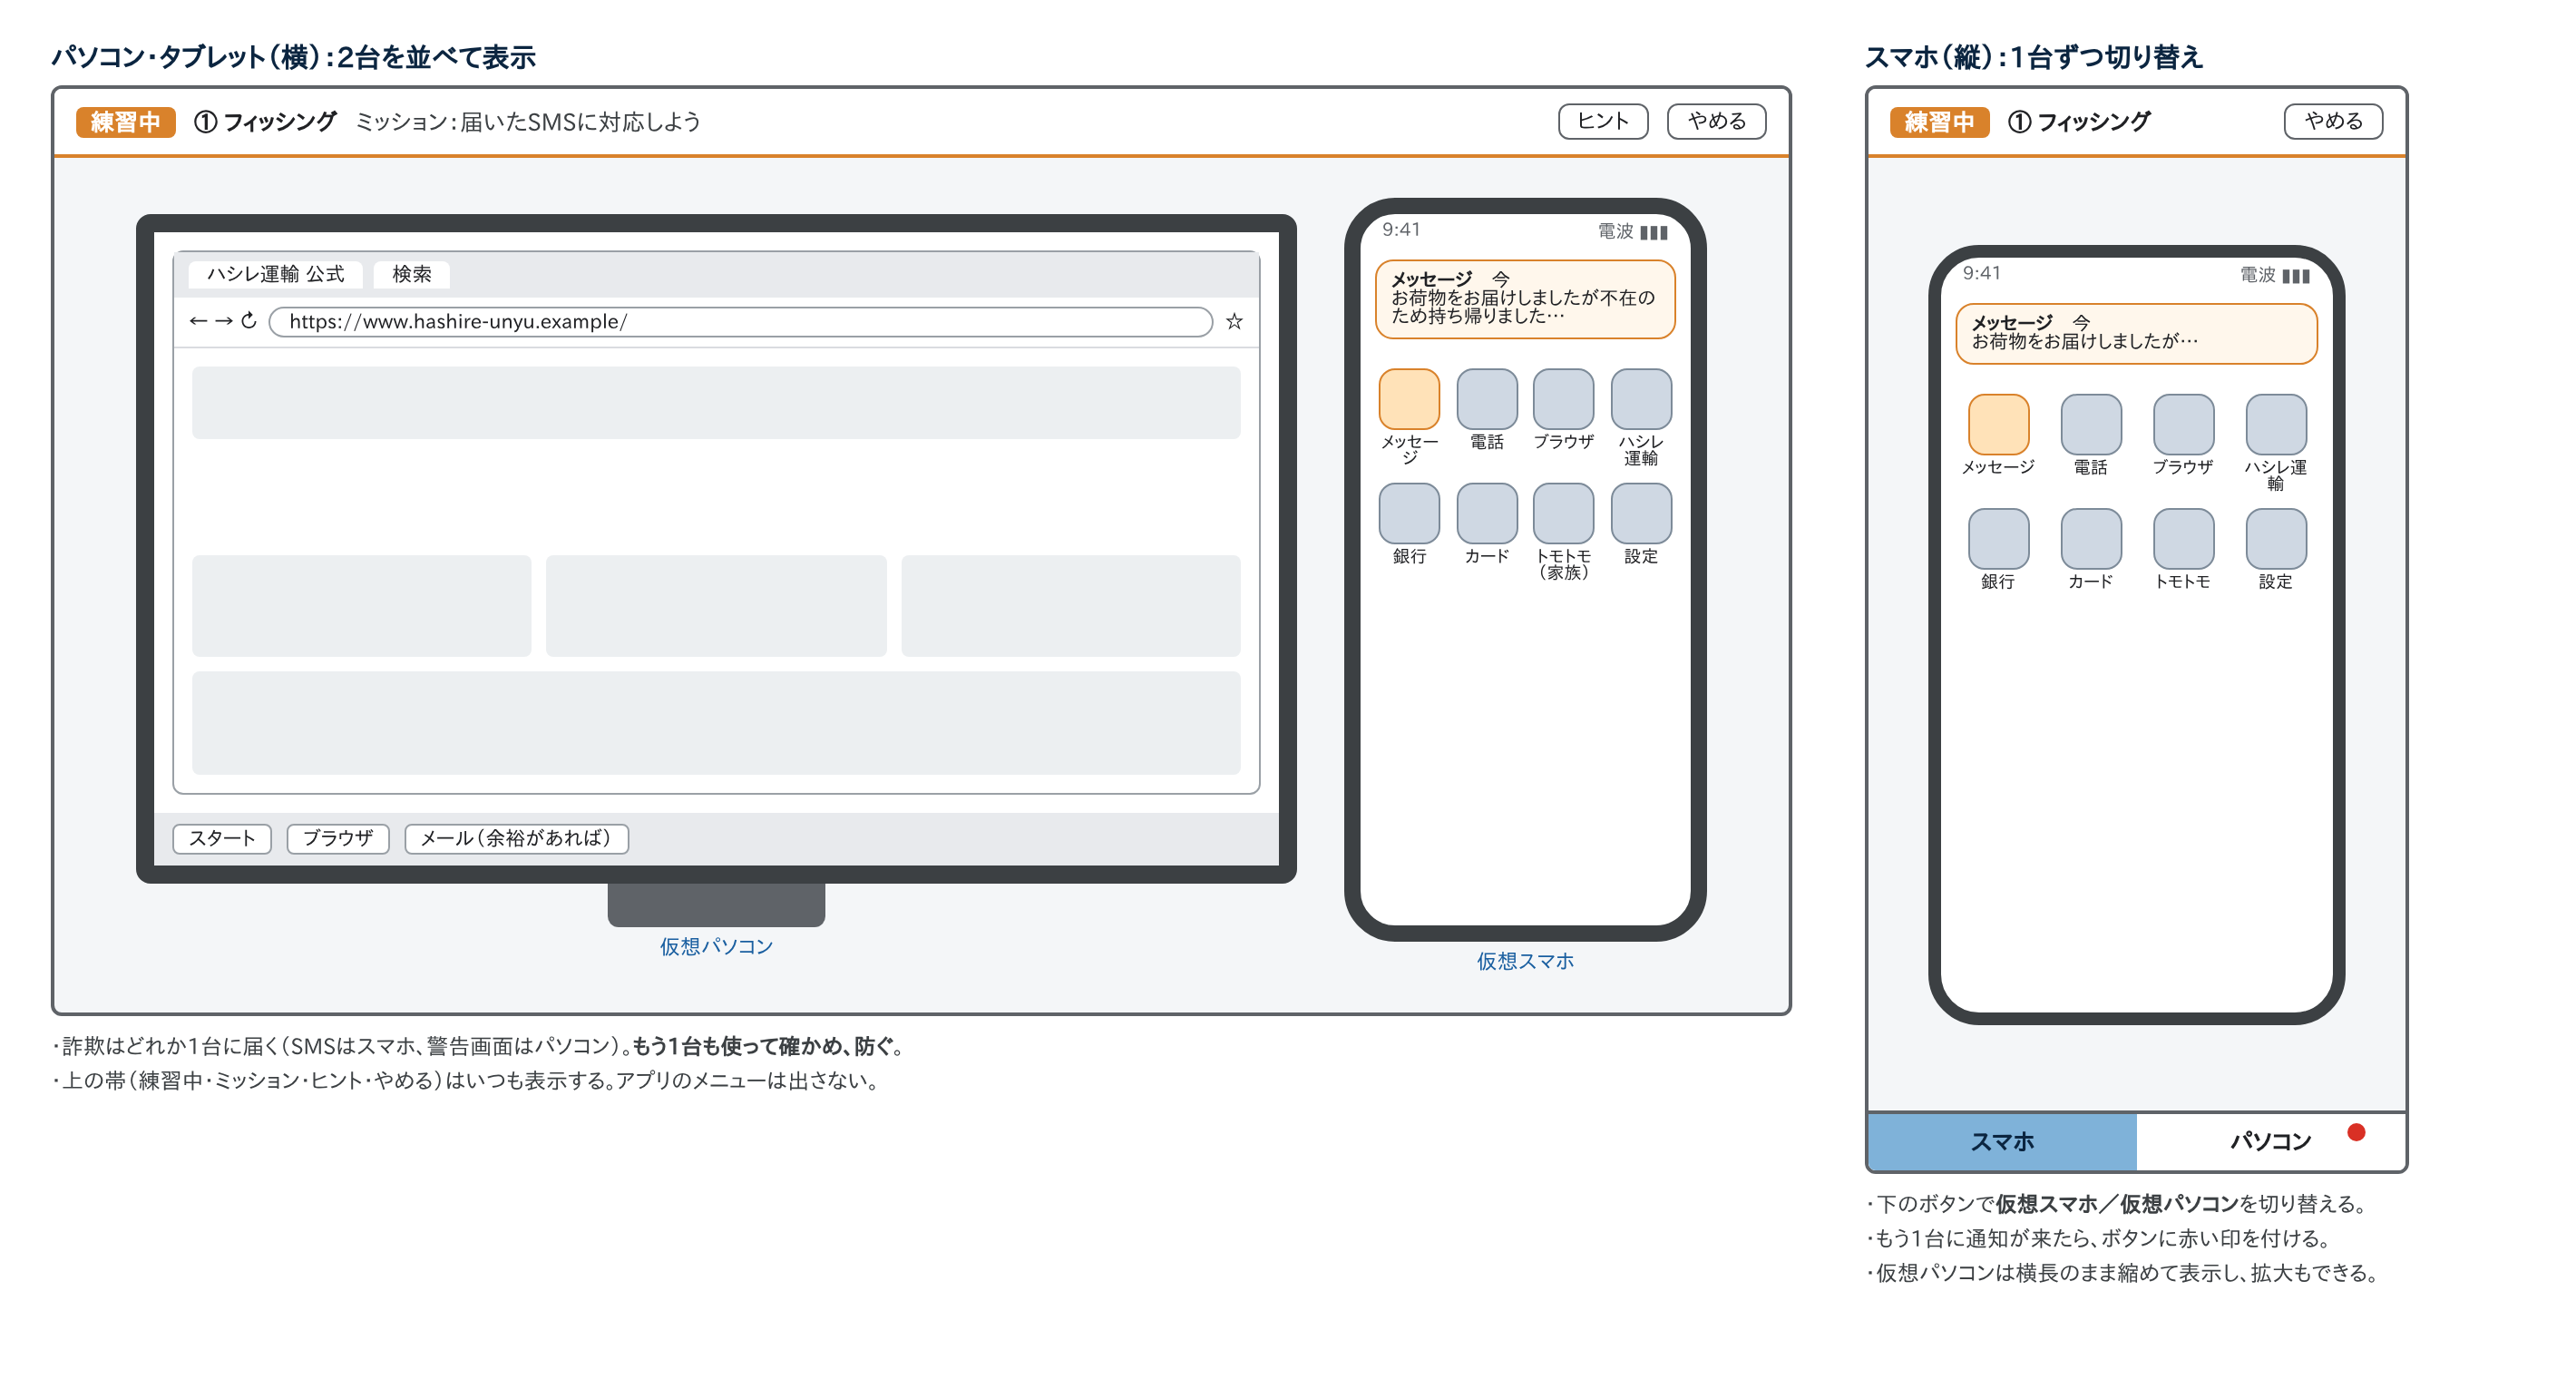 パソコン・タブレット（横）：2台を並べて表示
練習中 ① フィッシング ミッション：届いたSMSに対応しよう ヒント やめる
ハシレ運輸 公式 検索
← → ↻ https://www.hashire-unyu.example/ ☆
スタート ブラウザ メール（余裕があれば）
仮想パソコン
9:41 電波 ▮▮▮
メッセージ 今
お荷物をお届けしましたが不在の
ため持ち帰りました…
メッセー
ジ
電話
ブラウザ
ハシレ
運輸
銀行
カード
トモトモ
（家族）
設定
仮想スマホ
・詐欺はどれか1台に届く（SMSはスマホ、警告画面はパソコン）。もう1台も使って確かめ、防ぐ。
・上の帯（練習中・ミッション・ヒント・やめる）はいつも表示する。アプリのメニューは出さない。
スマホ（縦）：1台ずつ切り替え
練習中 ① フィッシング やめる
9:41 電波 ▮▮▮
メッセージ 今
お荷物をお届けしましたが…
メッセージ
電話
ブラウザ
ハシレ運
輸
銀行
カード
トモトモ
設定
スマホ パソコン
・下のボタンで仮想スマホ／仮想パソコンを切り替える。
・もう1台に通知が来たら、ボタンに赤い印を付ける。
・仮想パソコンは横長のまま縮めて表示し、拡大もできる。